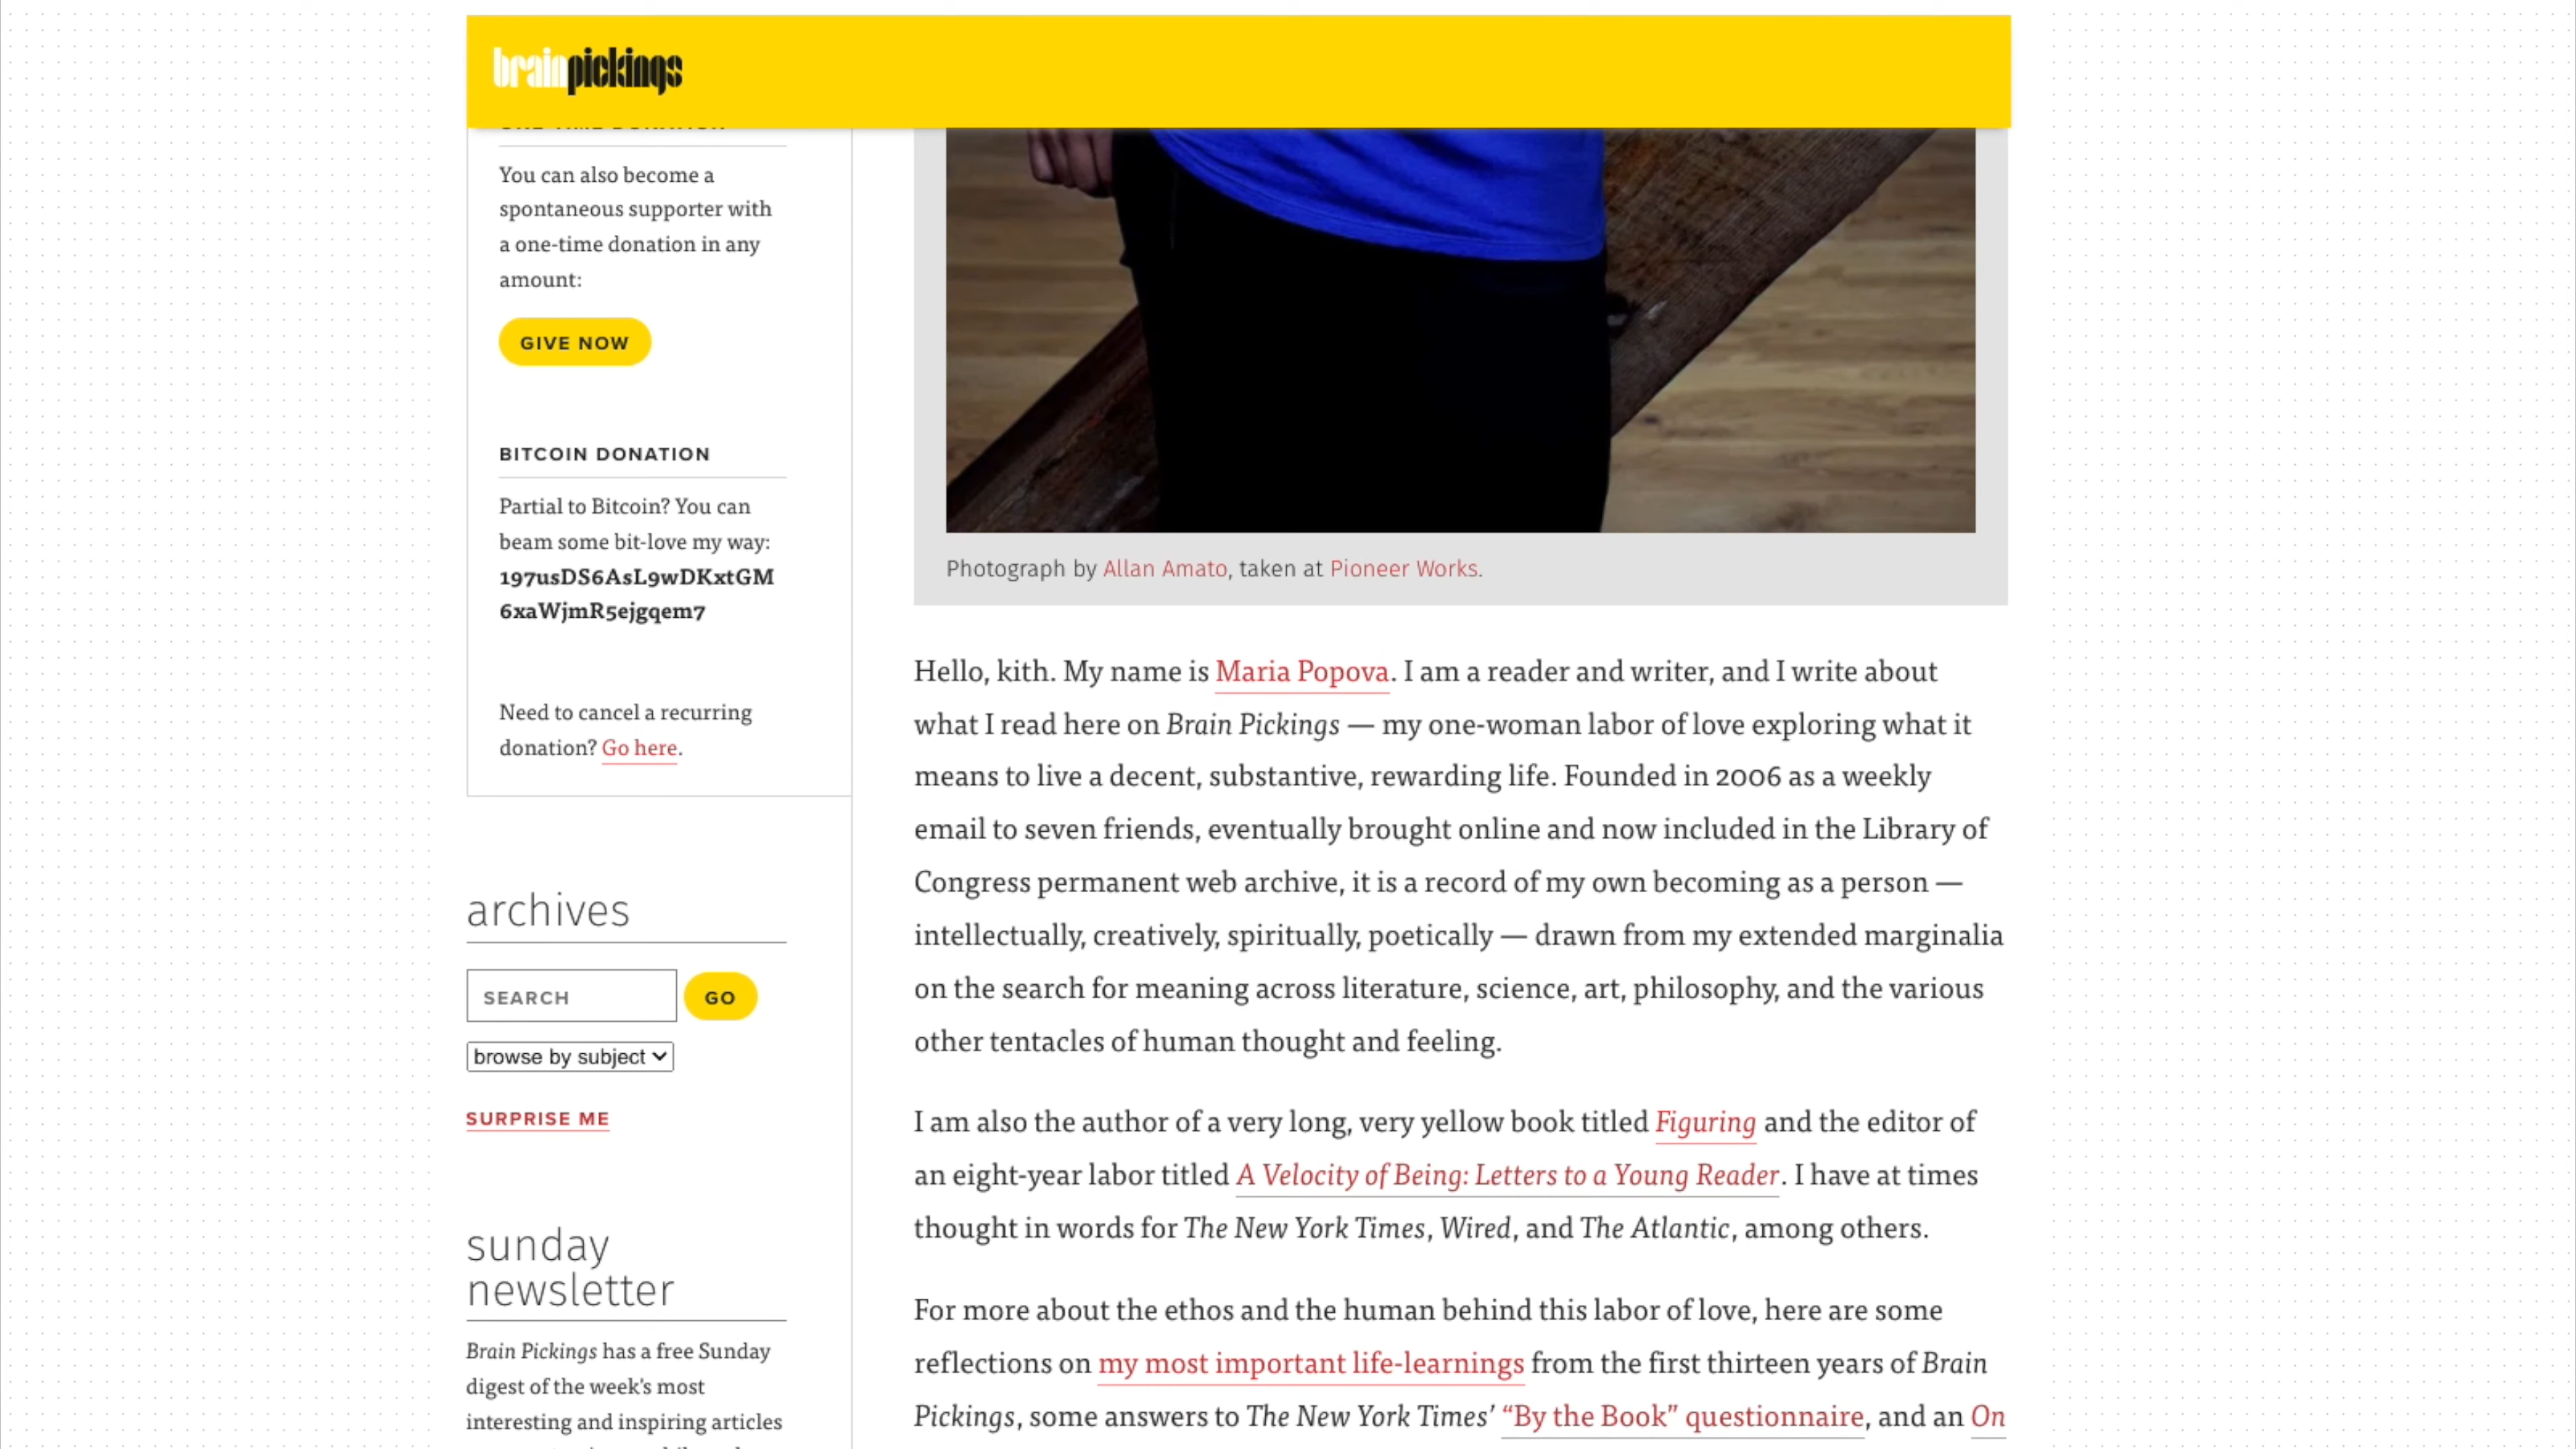 brainpickings
You can also become a
spontaneous supporter with
a one-time donation in any
amount:
GIVE NOW
BITCOIN DONATION
Partial to Bitcoin? You can
beam some bit-love my way:
197usDS6AsL9wDKxtGM
6xaWjmR5ejgqem7
Need to cancel a recurring
donation? Go here.
archives
SEARCH GO
browse by subject
SURPRISE ME
sunday
newsletter
Brain Pickings has a free Sunday
digest of the week's most
interesting and inspiring articles
Photograph by Allan Amato, taken at Pioneer Works.
Hello, kith. My name is Maria Popova. I am a reader and writer, and I write about
what I read here on Brain Pickings — my one-woman labor of love exploring what it
means to live a decent, substantive, rewarding life. Founded in 2006 as a weekly
email to seven friends, eventually brought online and now included in the Library of
Congress permanent web archive, it is a record of my own becoming as a person —
intellectually, creatively, spiritually, poetically — drawn from my extended marginalia
on the search for meaning across literature, science, art, philosophy, and the various
other tentacles of human thought and feeling.
I am also the author of a very long, very yellow book titled Figuring and the editor of
an eight-year labor titled A Velocity of Being: Letters to a Young Reader. I have at times
thought in words for The New York Times, Wired, and The Atlantic, among others.
For more about the ethos and the human behind this labor of love, here are some
reflections on my most important life-learnings from the first thirteen years of Brain
Pickings, some answers to The New York Times' “By the Book” questionnaire, and an On